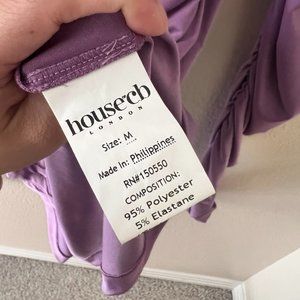 house of cb
LONDON
Size: M
Made in: Philippines
RN#150550
COMPOSITION:
95% Polyester
5% Elastane